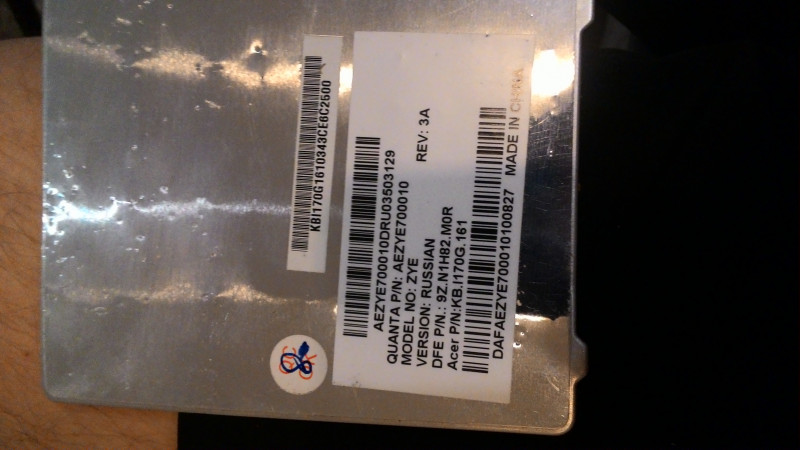 KBI170G1610343CE6C2500
AEZYE700010DRU03503129
QUANTA P/N: AEZYE700010
MODEL NO: ZYE
VERSION: RUSSIAN REV: 3A
DFE P/N.: 9Z.N1H82.M0R
Acer P/N:KB.I170G.161
DAFAEZYE700010100827 MADE IN CHINA